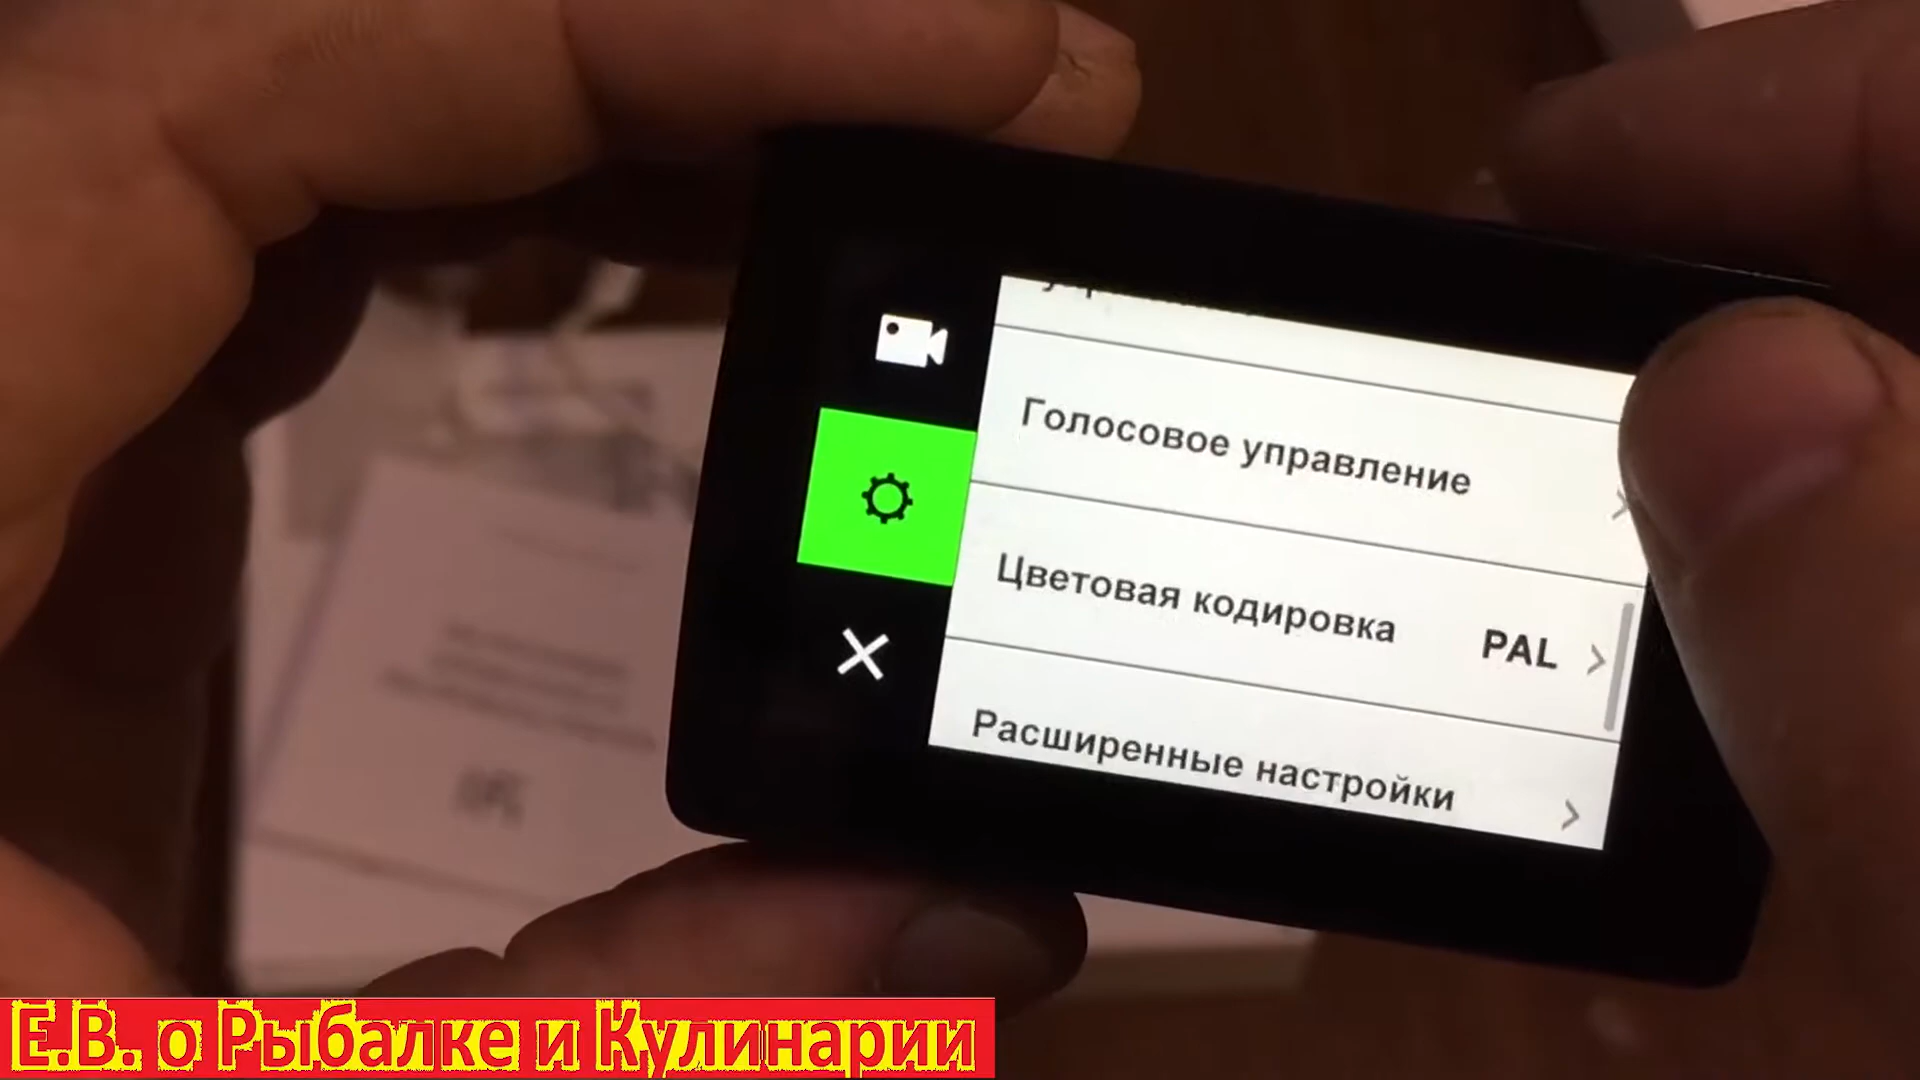 Голосовое управление
Цветовая кодировка PAL
Расширенные настройки
Е.В. о Рыбалке и Кулинарии